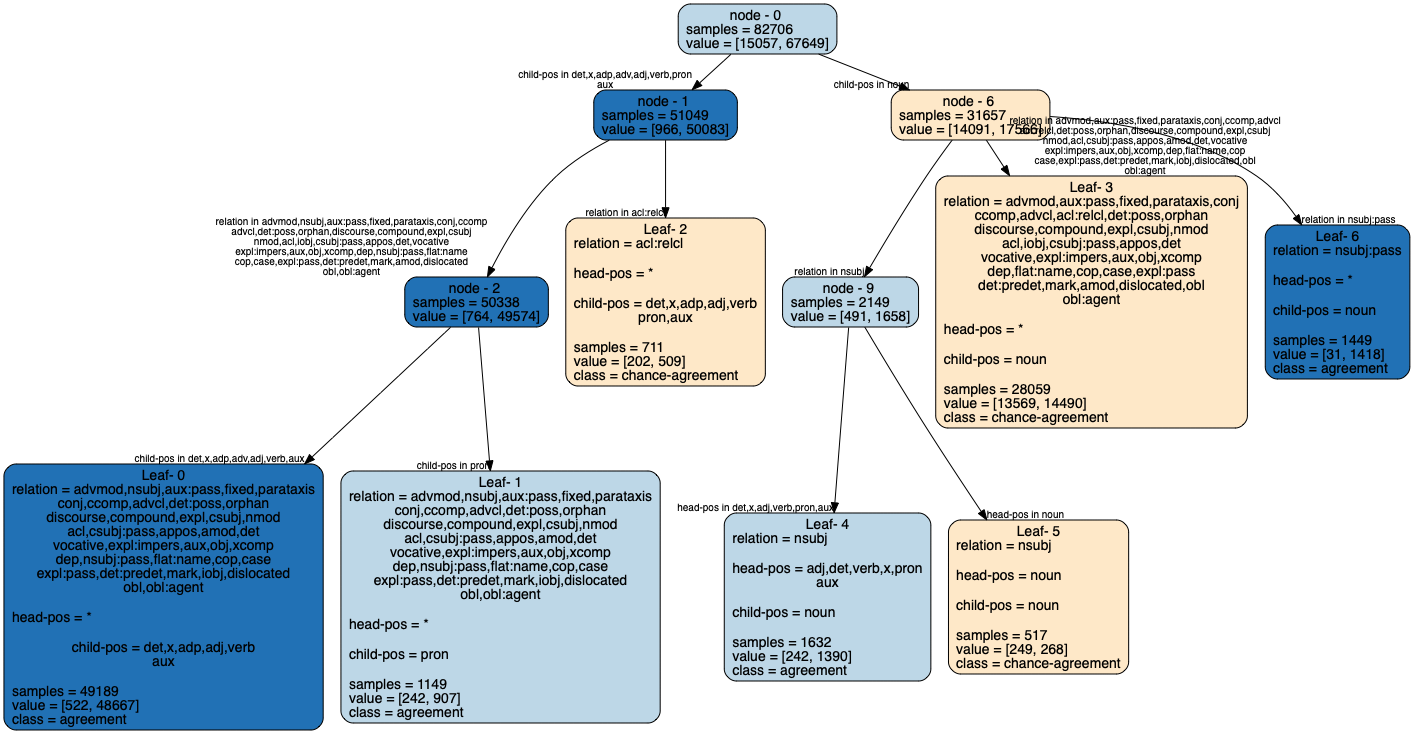 node - 0
samples = 82706
value = [15057, 67649]
child-pos in det,x,adp,adv,adj,verb,pron
aux
child-pos in noun
node - 1
samples = 51049
value = [966, 50083]
node - 6
samples = 31657
value = [14091, 17566]
relation in advmod,aux:pass,fixed,parataxis,conj,ccomp,advcl
acl:relcl,det:poss,orphan,discourse,compound,expl,csubj
nmod,acl,csubj:pass,appos,amod,det,vocative
expl:impers,aux,obj,xcomp,dep,flat:name,cop
case,expl:pass,det:predet,mark,iobj,dislocated,obl
obl:agent
relation in advmod,nsubj,aux:pass,fixed,parataxis,conj,ccomp
advcl,det:poss,orphan,discourse,compound,expl,csubj
nmod,acl,iobj,csubj:pass,appos,det,vocative
expl:impers,aux,obj,xcomp,dep,nsubj:pass,flat:name
cop,case,expl:pass,det:predet,mark,amod,dislocated
obl,obl:agent
relation in acl:relcl
Leaf- 2
relation = acl:relcl
head-pos = *
child-pos = det,x,adp,adj,verb
pron,aux
samples = 711
value = [202, 509]
class = chance-agreement
relation in nsubj
Leaf- 3
relation = advmod,aux:pass,fixed,parataxis,conj
ccomp,advcl,acl:relcl,det:poss,orphan
discourse,compound,expl,csubj,nmod
acl,iobj,csubj:pass,appos,det
vocative,expl:impers,aux,obj,xcomp
dep,flat:name,cop,case,expl:pass
det:predet,mark,amod,dislocated,obl
obl:agent
head-pos = *
child-pos = noun
samples = 28059
value = [13569, 14490]
class = chance-agreement
relation in nsubj:pass
Leaf- 6
relation = nsubj:pass
head-pos = *
child-pos = noun
samples = 1449
value = [31, 1418]
class = agreement
node - 2
samples = 50338
value = [764, 49574]
node - 9
samples = 2149
value = [491, 1658]
child-pos in det,x,adp,adv,adj,verb,aux
Leaf- 0
relation = advmod,nsubj,aux:pass,fixed,parataxis
conj,ccomp,advcl,det:poss,orphan
discourse,compound,expl,csubj,nmod
acl,csubj:pass,appos,amod,det
vocative,expl:impers,aux,obj,xcomp
dep,nsubj:pass,flat:name,cop,case
expl:pass,det:predet,mark,iobj,dislocated
obl,obl:agent
head-pos = *
child-pos = det,x,adp,adj,verb
aux
samples = 49189
value = [522, 48667]
class = agreement
child-pos in pron
Leaf- 1
relation = advmod,nsubj,aux:pass,fixed,parataxis
conj,ccomp,advcl,det:poss,orphan
discourse,compound,expl,csubj,nmod
acl,csubj:pass,appos,amod,det
vocative,expl:impers,aux,obj,xcomp
dep,nsubj:pass,flat:name,cop,case
expl:pass,det:predet,mark,iobj,dislocated
obl,obl:agent
head-pos = *
child-pos = pron
samples = 1149
value = [242, 907]
class = agreement
head-pos in det,x,adj,verb,pron,aux
Leaf- 4
relation = nsubj
head-pos = adj,det,verb,x,pron
aux
child-pos = noun
samples = 1632
value = [242, 1390]
class = agreement
head-pos in noun
Leaf- 5
relation = nsubj
head-pos = noun
child-pos = noun
samples = 517
value = [249, 268]
class = chance-agreement